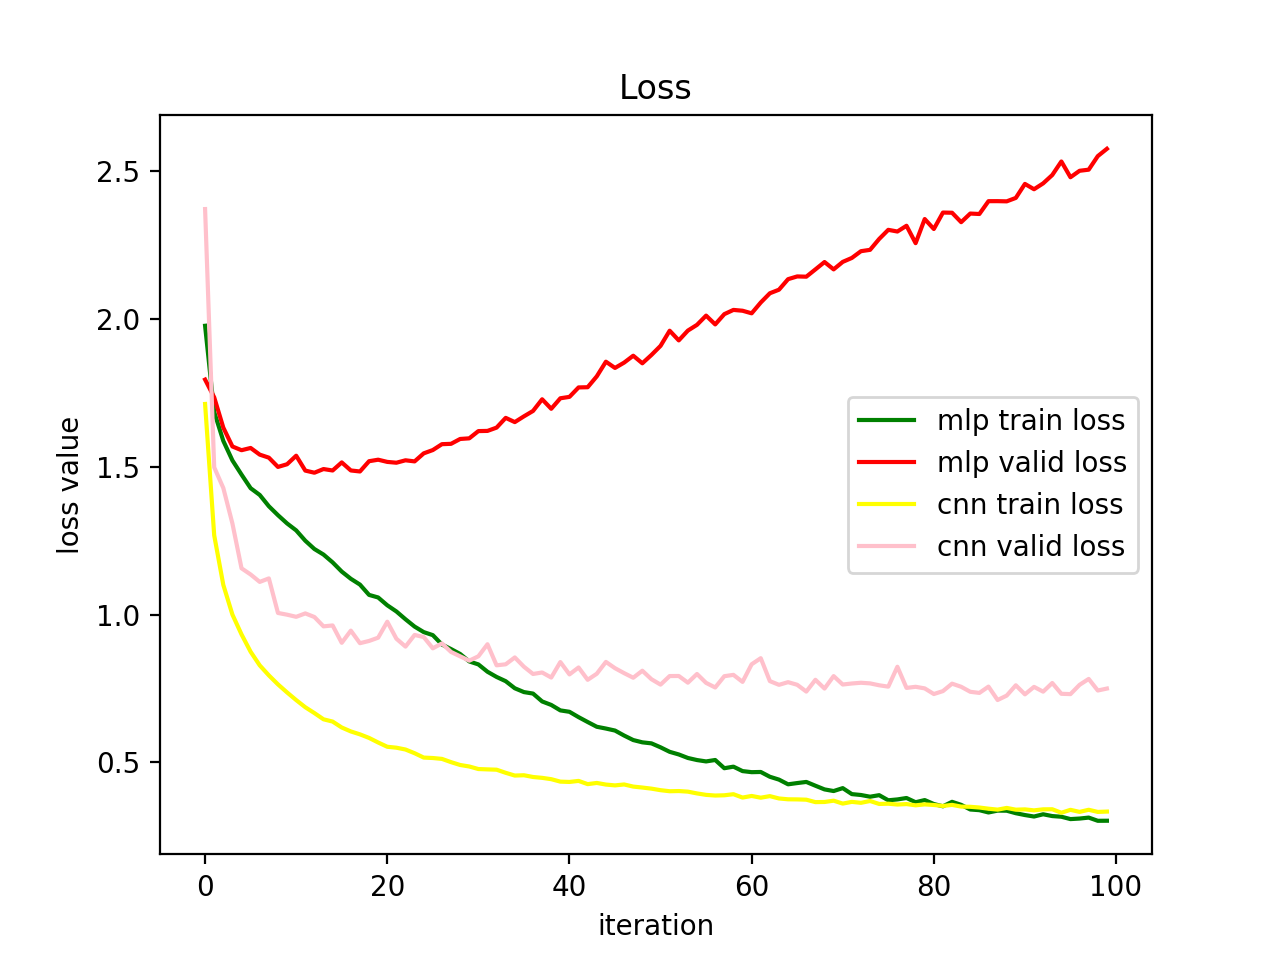 Loss
2.5
2.0
1.5
1.0
0.5
loss value
mlp train loss
mlp valid loss
cnn train loss
cnn valid loss
0 20 40 60 80 100
iteration